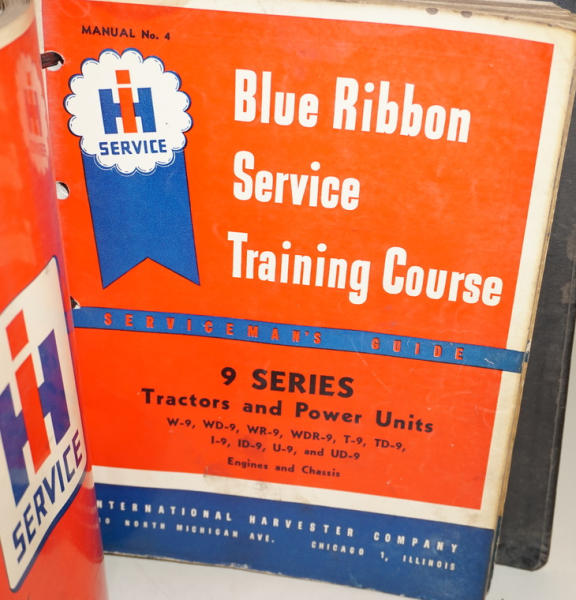 MANUAL No. 4
IH
SERVICE
Blue Ribbon
Service
Training Course
SERVICEMAN'S GUIDE
9 SERIES
Tractors and Power Units
W-9, WD-9, WR-9, WDR-9, T-9, TD-9,
I-9, ID-9, U-9, and UD-9
Engines and Chassis
HARVESTER COMPANY
NORTH MICHIGAN AVE. CHICAGO 1, ILLINOIS
IH
SERVICE